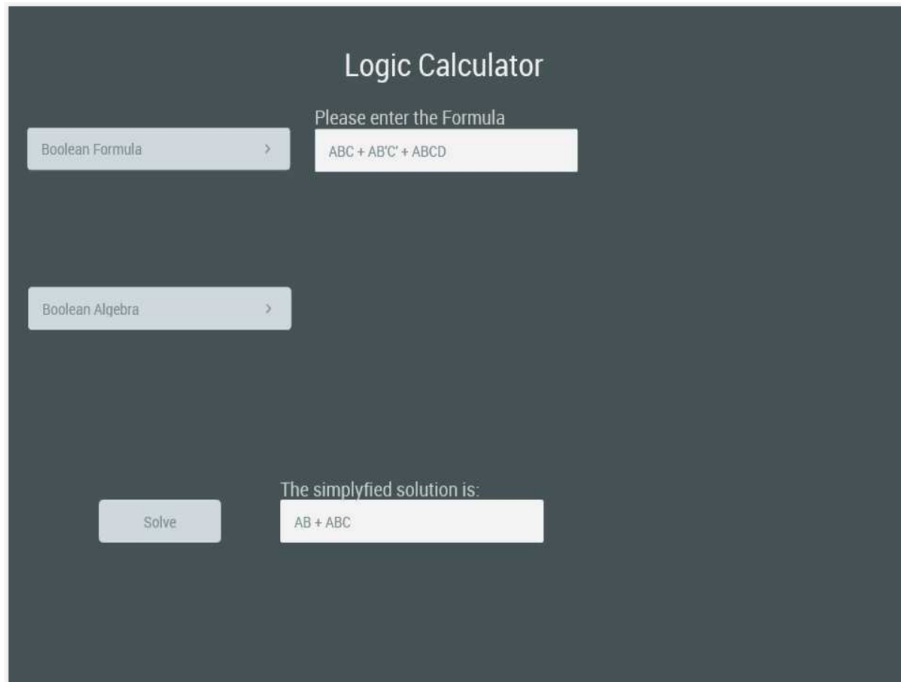 Logic Calculator
Please enter the Formula
Boolean Formula
ABC + AB'C' + ABCD
Boolean Algebra
The simplyfied solution is:
Solve
AB + ABC